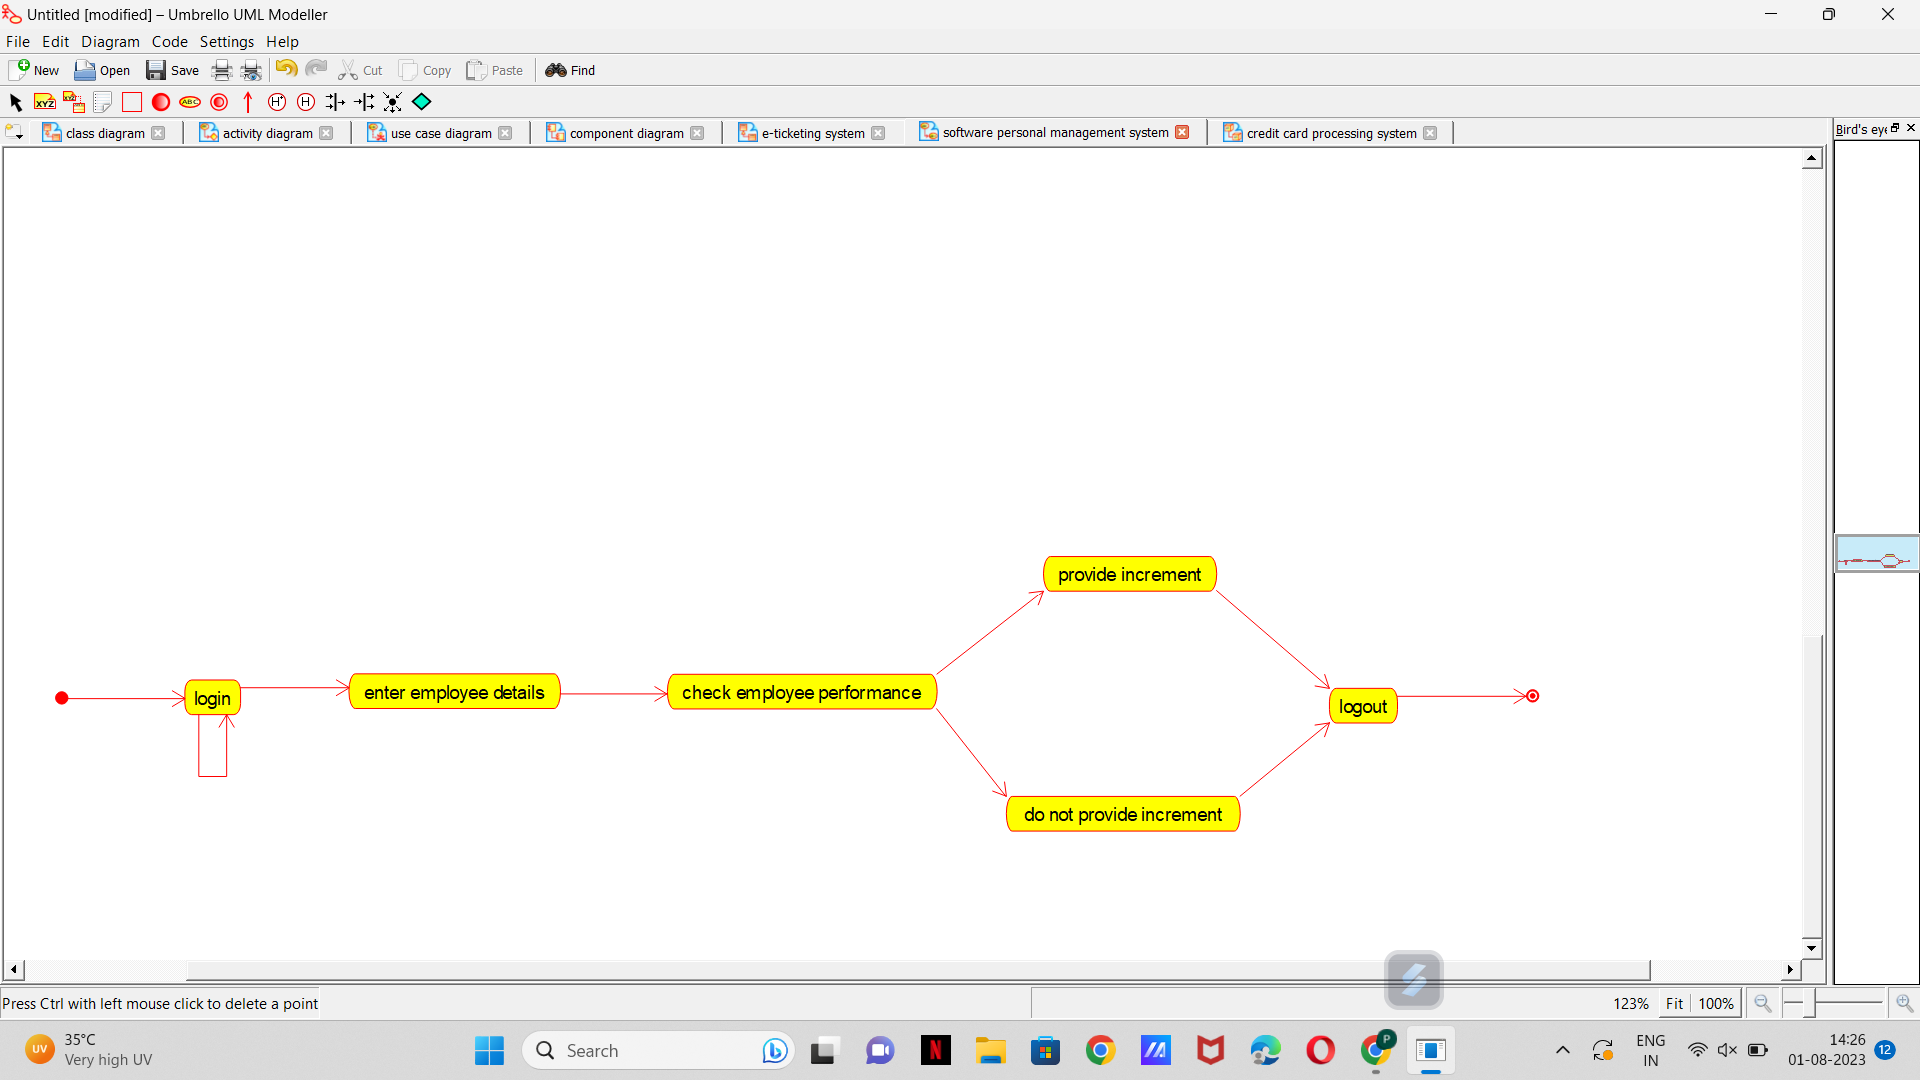 Untitled [modified] – Umbrello UML Modeller
File Edit Diagram Code Settings Help
New Open Save Cut Copy Paste Find
XYZ XYZ ABC H* H
class diagram activity diagram use case diagram component diagram e-ticketing system software personal management system credit card processing system
Bird's eye
provide increment
login enter employee details check employee performance
logout
do not provide increment
Press Ctrl with left mouse click to delete a point
123% Fit 100%
UV 35°C
Very high UV
Search
N
P
ENG
IN
14:26
01-08-2023
12